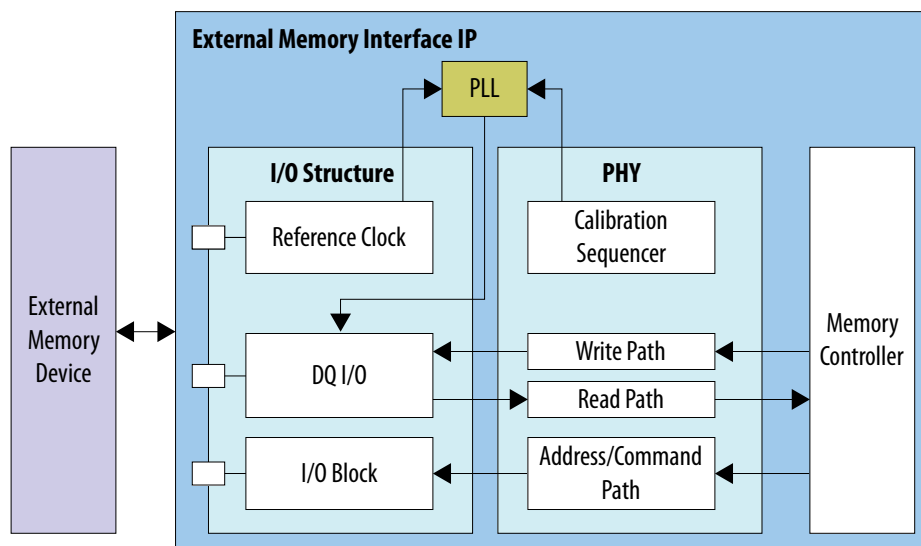 External Memory Interface IP
PLL
I/O Structure
PHY
Reference Clock
Calibration
Sequencer
External
Memory
Device
DQ I/O
Write Path
Read Path
Memory
Controller
I/O Block
Address/Command
Path